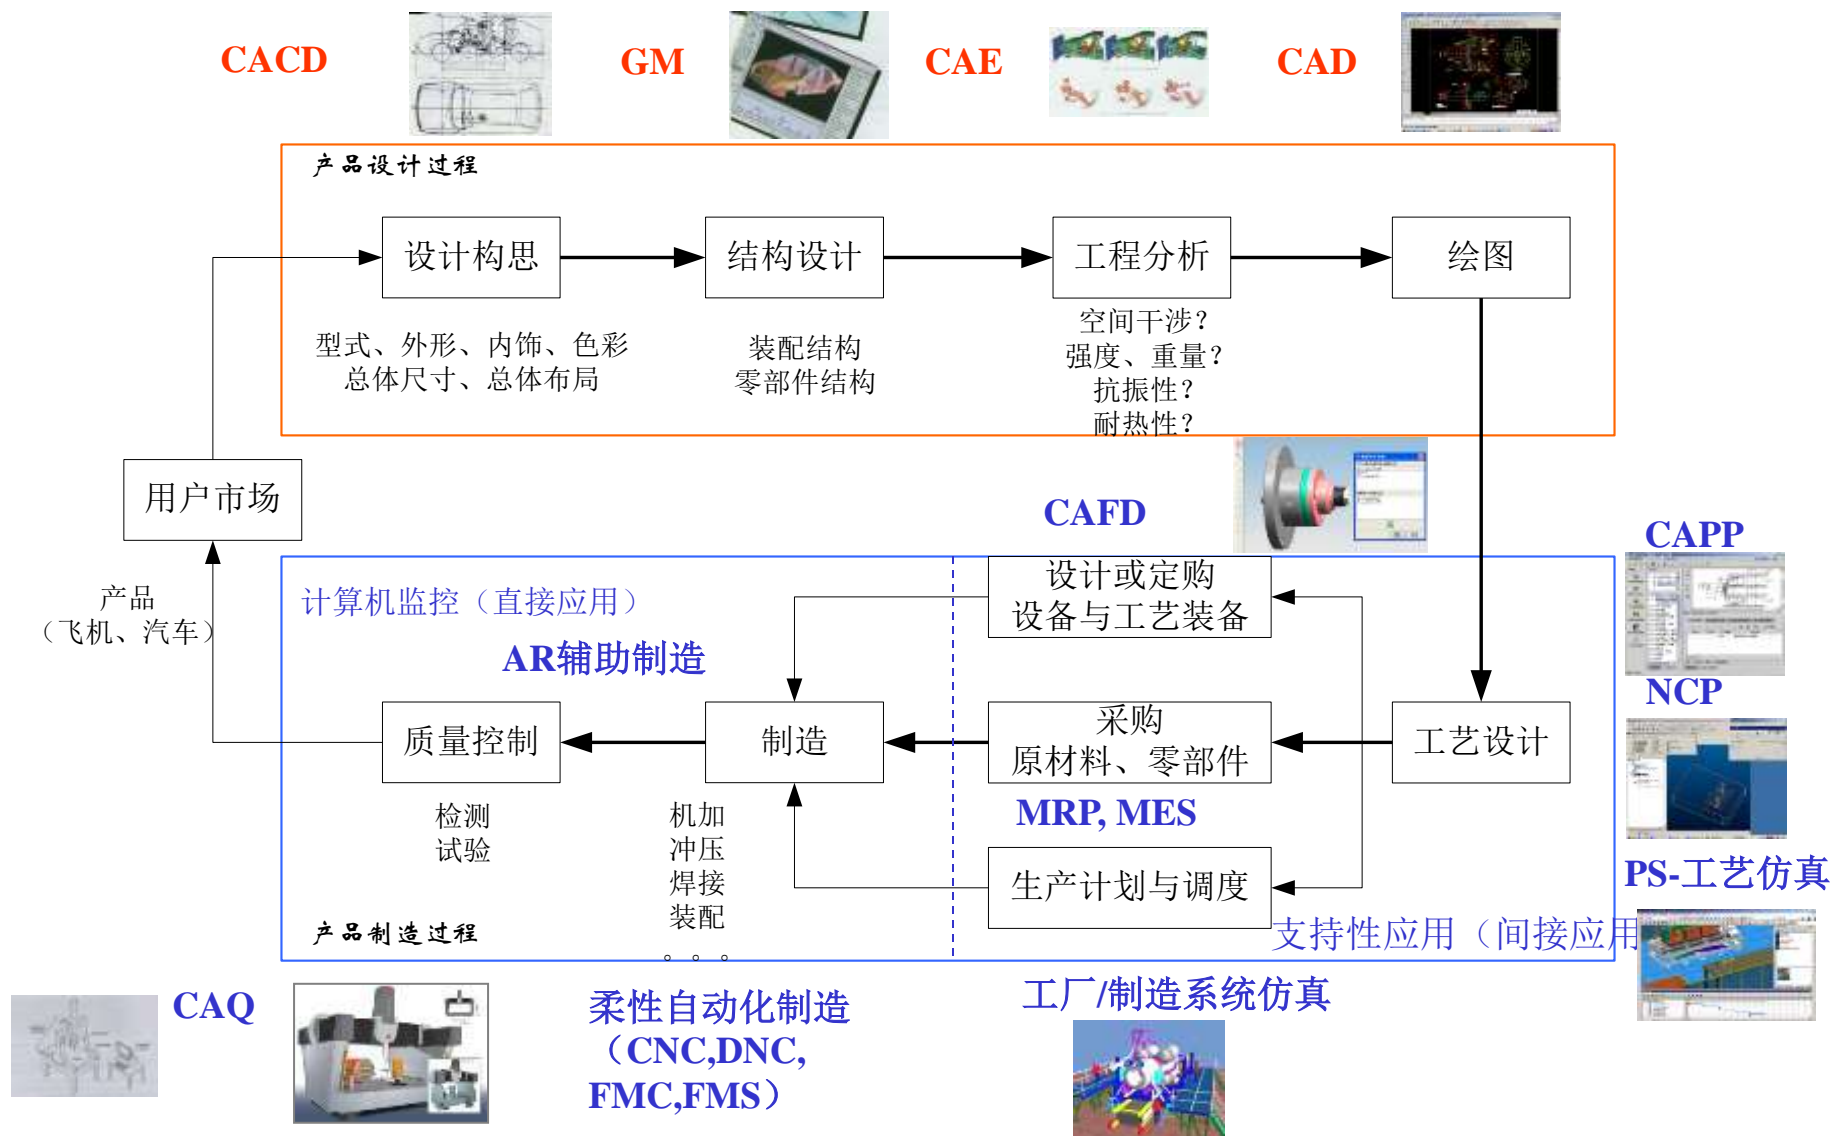 CACD
GM
CAE
CAD
产品设计过程
设计构思
结构设计
工程分析
绘图
型式、外形、内饰、色彩
总体尺寸、总体布局
装配结构
零部件结构
空间干涉?
强度、重量?
抗振性?
耐热性?
用户市场
CAFD
CAPP
产品
（飞机、汽车）
计算机监控（直接应用）
设计或定购
设备与工艺装备
AR辅助制造
NCP
质量控制
制造
采购
原材料、零部件
工艺设计
MRP, MES
检测
试验
机加
冲压
焊接
装配
。。。
生产计划与调度
PS-工艺仿真
产品制造过程
支持性应用（间接应用
CAQ
柔性自动化制造
（CNC,DNC,
FMC,FMS）
工厂/制造系统仿真